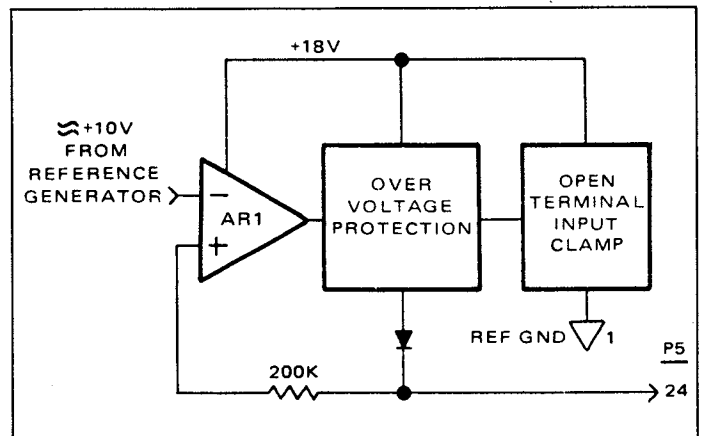 +18V
≈+10V
FROM
REFERENCE
GENERATOR
−
AR1
+
OVER
VOLTAGE
PROTECTION
OPEN
TERMINAL
INPUT
CLAMP
REF GND 1
P5
24
200K